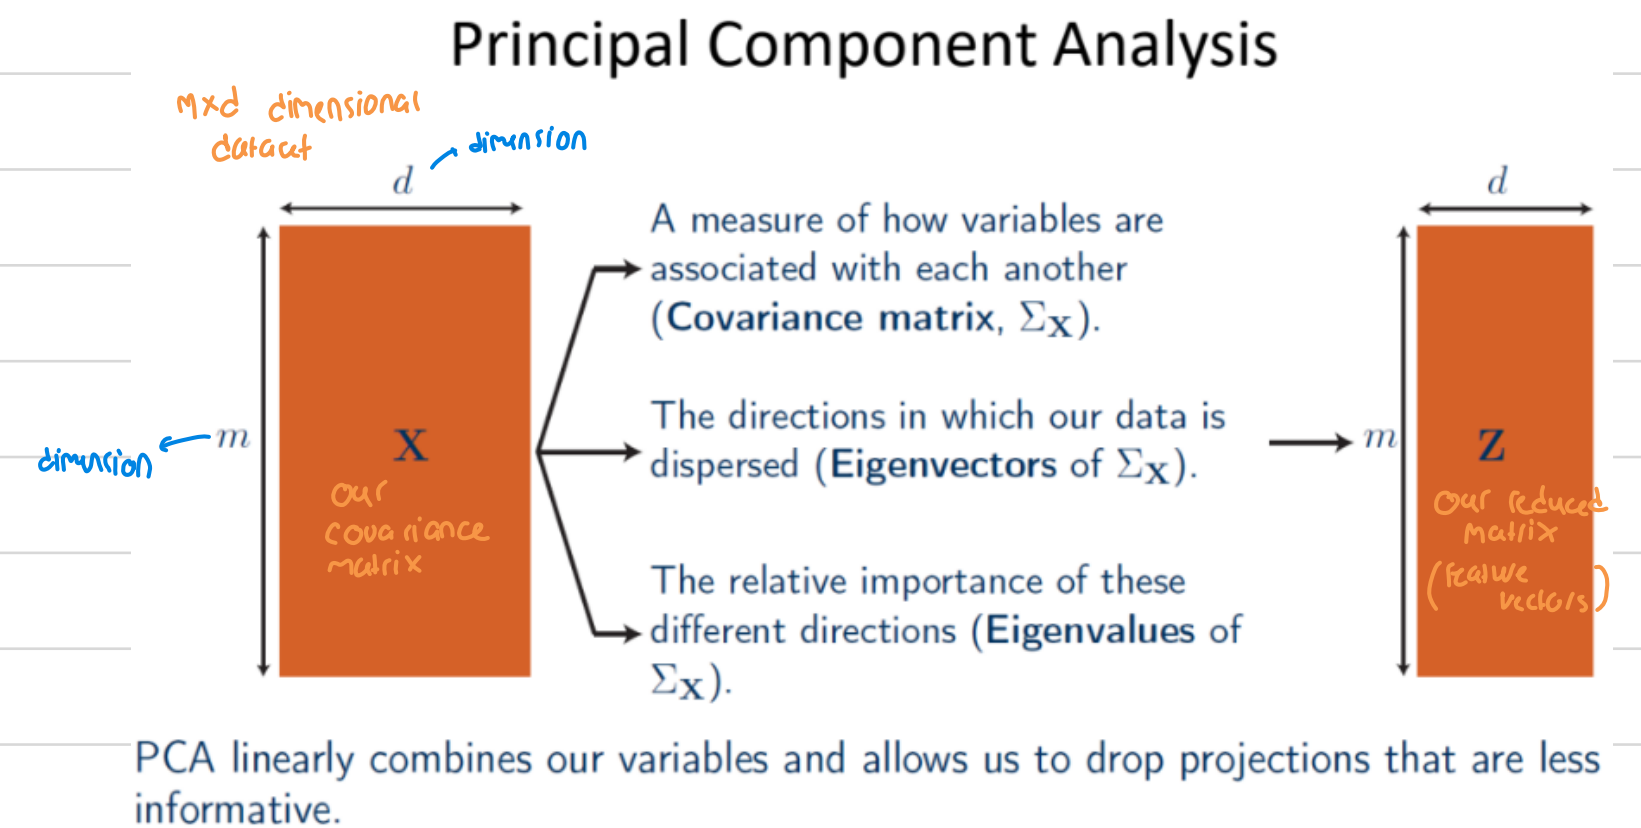 Principal Component Analysis
mxd dimensional
dataset
dimension
d
d
A measure of how variables are
associated with each another
(Covariance matrix, Σ𝐗).
m
dimension
X
our
covariance
matrix
The directions in which our data is
dispersed (Eigenvectors of Σ𝐗).
m
Z
our reduced
matrix
(feature
vectors)
The relative importance of these
different directions (Eigenvalues of
Σ𝐗).
PCA linearly combines our variables and allows us to drop projections that are less
informative.